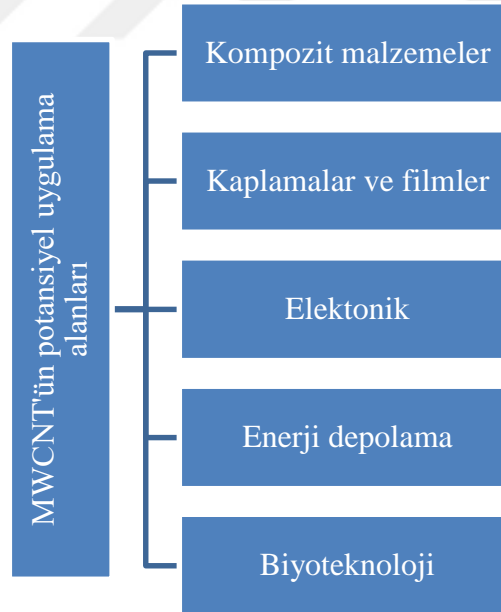 MWCNT'ün potansiyel uygulama
alanları
Kompozit malzemeler
Kaplamalar ve filmler
Elektonik
Enerji depolama
Biyoteknoloji